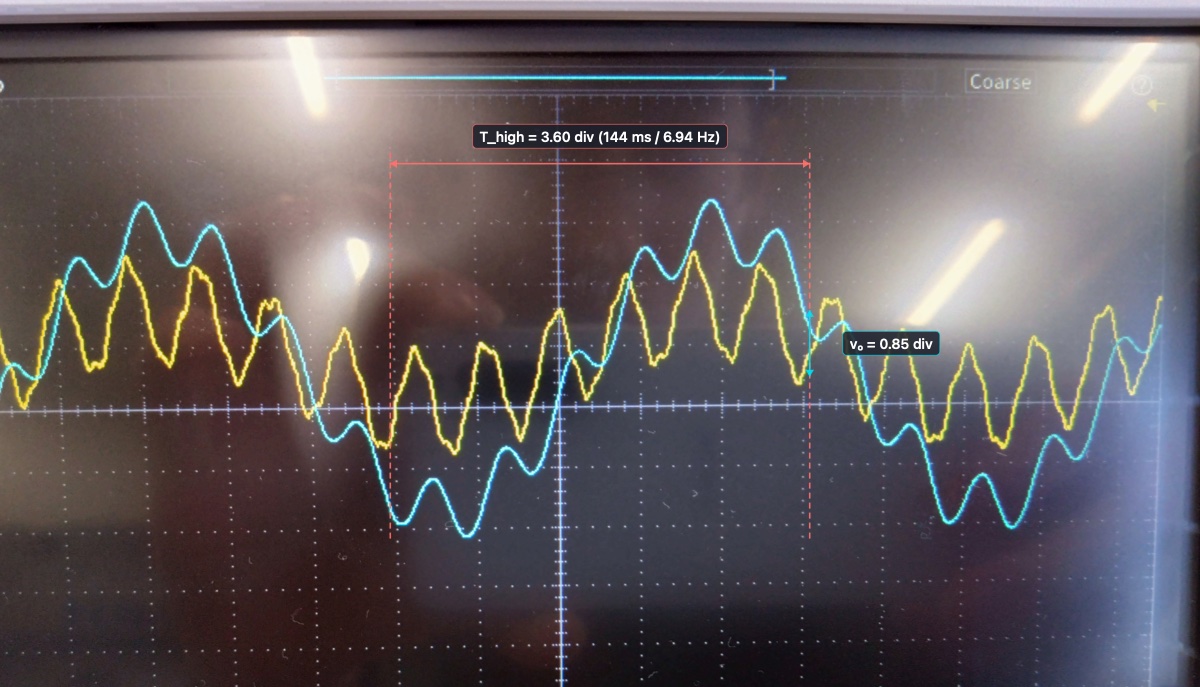 Coarse
?
T_high = 3.60 div (144 ms / 6.94 Hz)
vₒ = 0.85 div